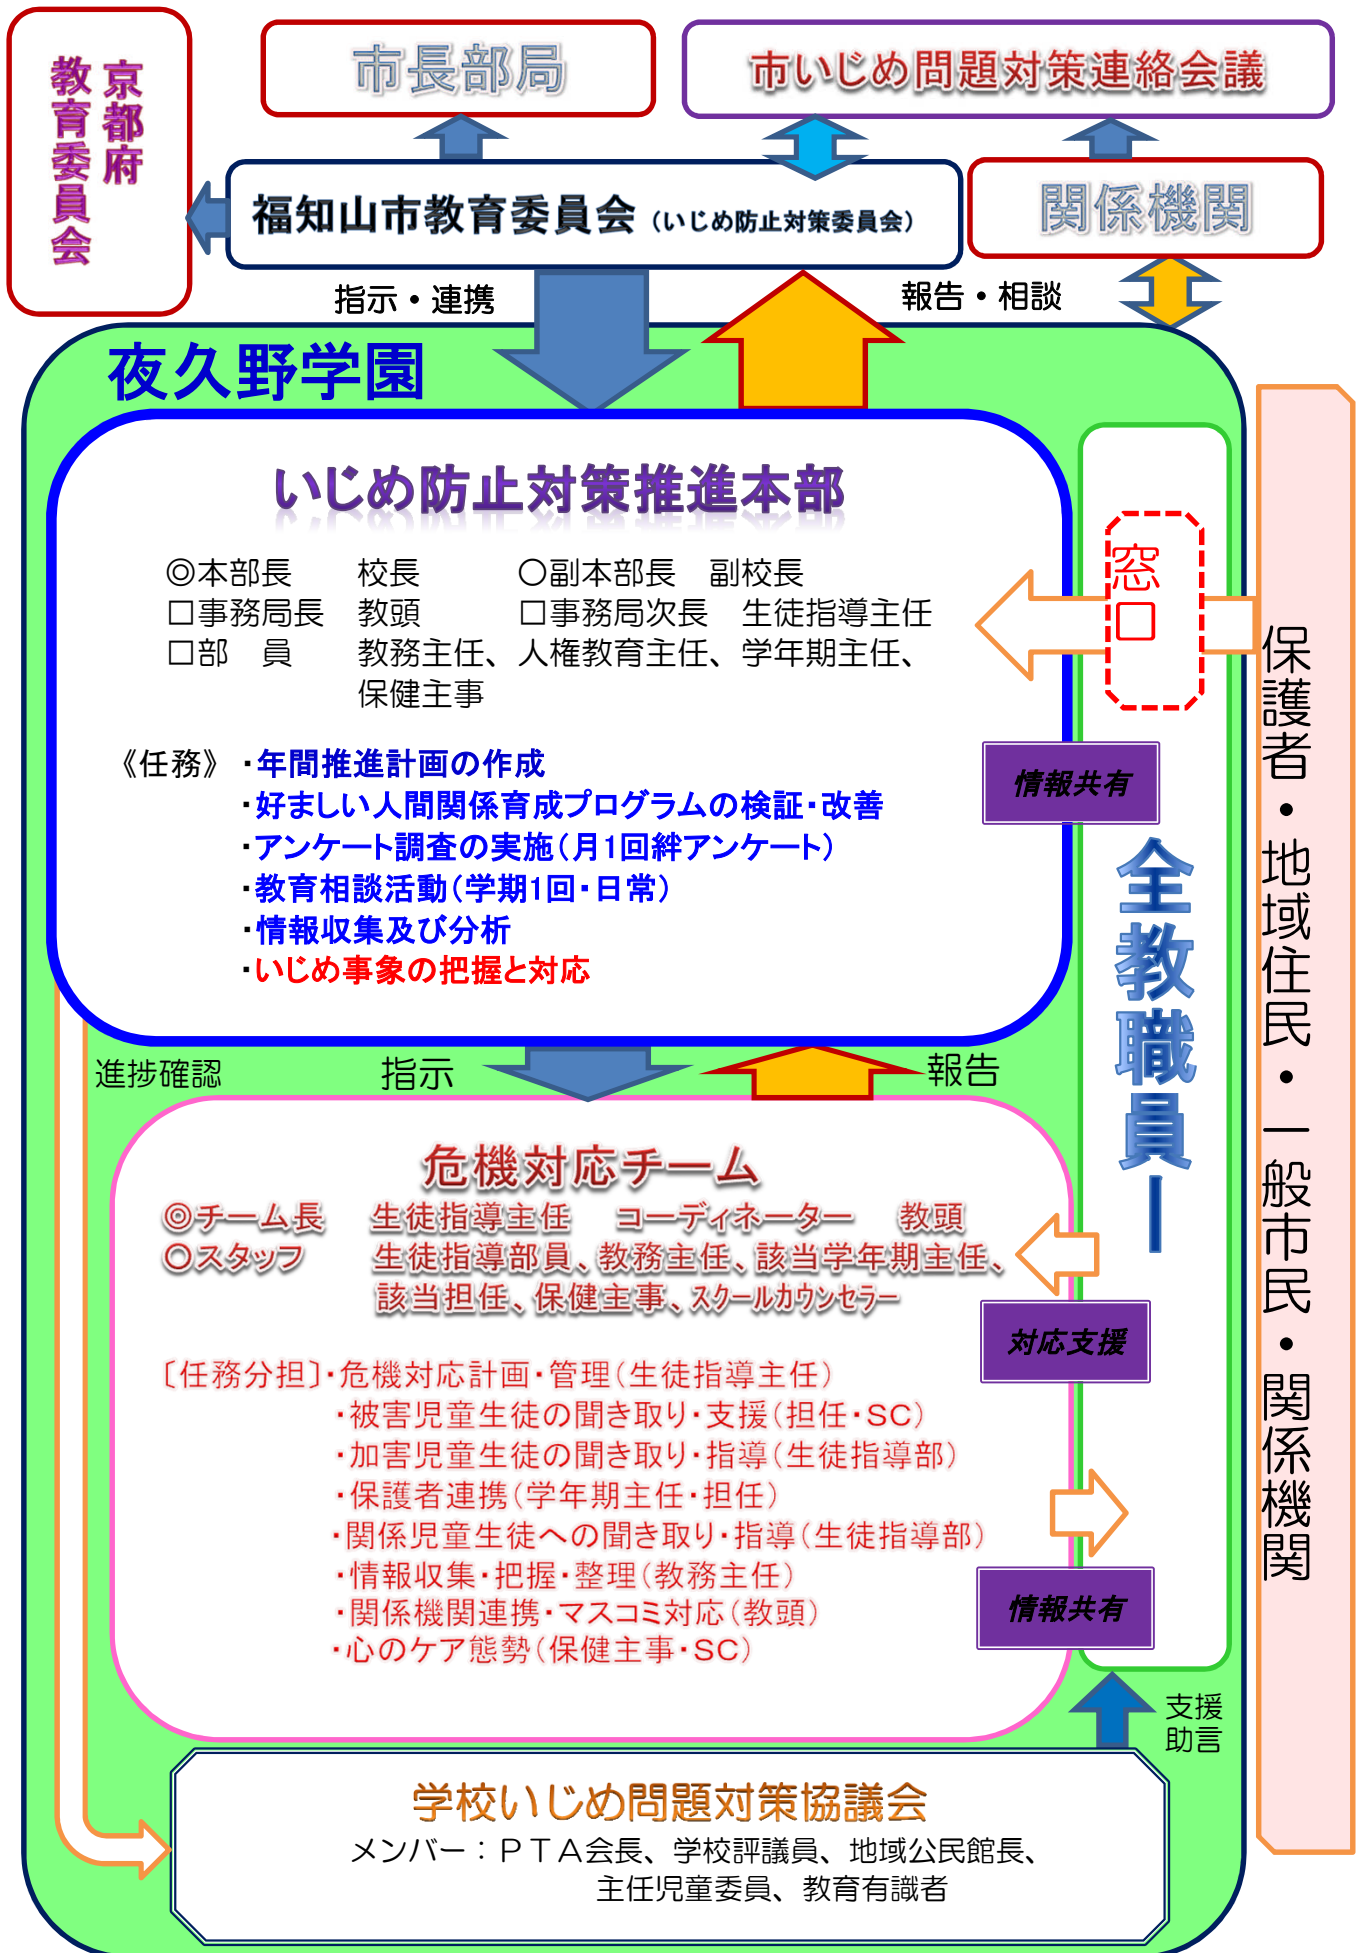 京都府
教育委員会
市長部局
市いじめ問題対策連絡会議
福知山市教育委員会（いじめ防止対策委員会）
関係機関
指示・連携
報告・相談
夜久野学園
いじめ防止対策推進本部
◎本部長　校長　○副本部長　副校長
□事務局長　教頭　□事務局次長　生徒指導主任
□部　員　教務主任、人権教育主任、学年期主任、
保健主事
《任務》・年間推進計画の作成
・好ましい人間関係育成プログラムの検証・改善
・アンケート調査の実施（月1回絆アンケート）
・教育相談活動（学期1回・日常）
・情報収集及び分析
・いじめ事象の把握と対応
窓口
情報共有
全教職員ー
保護者・地域住民・一般市民・関係機関
進捗確認
指示
報告
危機対応チーム
◎チーム長　生徒指導主任　コーディネーター　教頭
○スタッフ　生徒指導部員、教務主任、該当学年期主任、
該当担任、保健主事、スクールカウンセラー
対応支援
〔任務分担〕・危機対応計画・管理（生徒指導主任）
・被害児童生徒の聞き取り・支援（担任・SC）
・加害児童生徒の聞き取り・指導（生徒指導部）
・保護者連携（学年期主任・担任）
・関係児童生徒への聞き取り・指導（生徒指導部）
・情報収集・把握・整理（教務主任）
・関係機関連携・マスコミ対応（教頭）
・心のケア態勢（保健主事・SC）
情報共有
支援
助言
学校いじめ問題対策協議会
メンバー：ＰＴＡ会長、学校評議員、地域公民館長、
主任児童委員、教育有識者